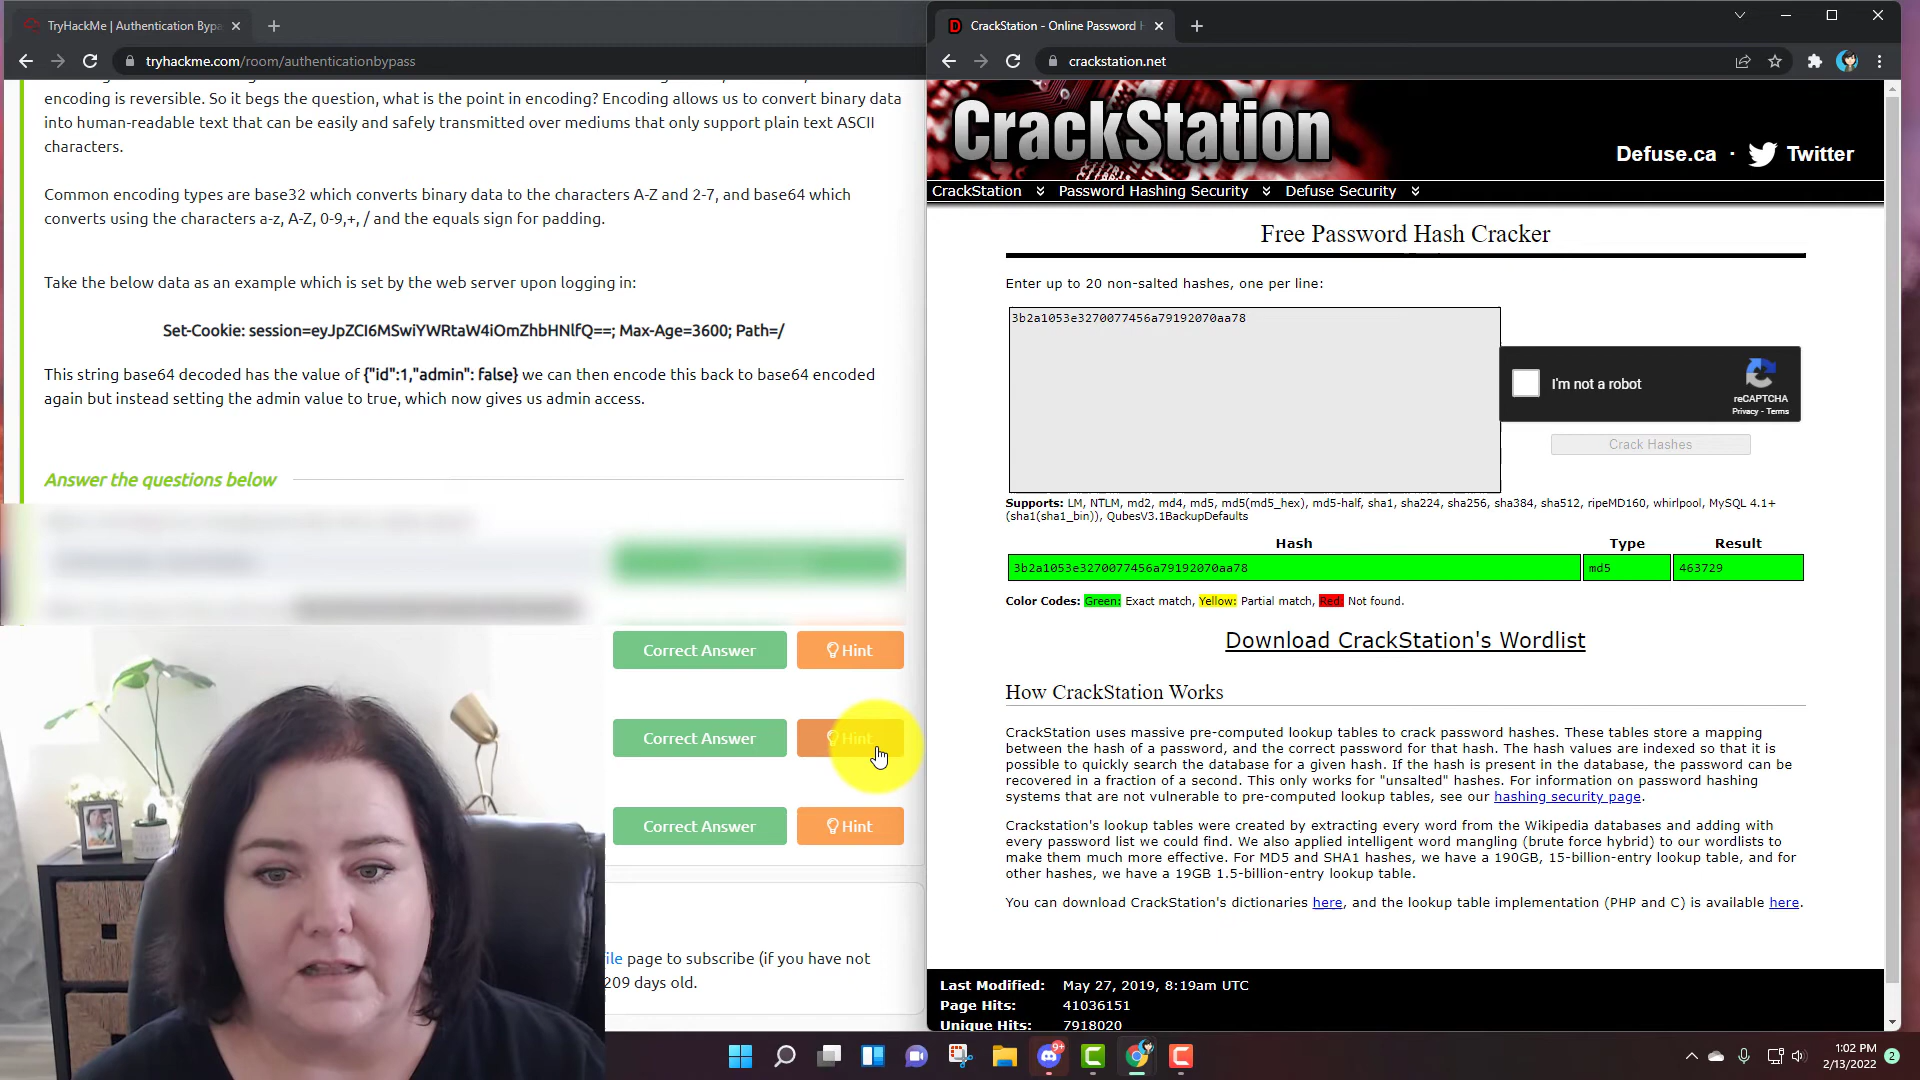 TryHackMe | Authentication Bypa
tryhackme.com/room/authenticationbypass
encoding is reversible. So it begs the question, what is the point in encoding? Encoding allows us to convert binary data
into human-readable text that can be easily and safely transmitted over mediums that only support plain text ASCII
characters.
Common encoding types are base32 which converts binary data to the characters A-Z and 2-7, and base64 which
converts using the characters a-z, A-Z, 0-9,+, / and the equals sign for padding.
Take the below data as an example which is set by the web server upon logging in:
Set-Cookie: session=eyJpZCI6MSwiYWRtaW4iOmZhbHNlfQ==; Max-Age=3600; Path=/
This string base64 decoded has the value of {"id":1,"admin": false} we can then encode this back to base64 encoded
again but instead setting the admin value to true, which now gives us admin access.
Answer the questions below
Correct Answer Hint
Correct Answer Hint
Correct Answer Hint
ile page to subscribe (if you have not
209 days old.
CrackStation - Online Password H
crackstation.net
CrackStation
Defuse.ca · Twitter
CrackStation Password Hashing Security Defuse Security
Free Password Hash Cracker
Enter up to 20 non-salted hashes, one per line:
3b2a1053e3270077456a79192070aa78
I'm not a robot
reCAPTCHA
Privacy - Terms
Crack Hashes
Supports: LM, NTLM, md2, md4, md5, md5(md5_hex), md5-half, sha1, sha224, sha256, sha384, sha512, ripeMD160, whirlpool, MySQL 4.1+
(sha1(sha1_bin)), QubesV3.1BackupDefaults
Hash Type Result
3b2a1053e3270077456a79192070aa78 md5 463729
Color Codes: Green: Exact match, Yellow: Partial match, Red: Not found.
Download CrackStation's Wordlist
How CrackStation Works
CrackStation uses massive pre-computed lookup tables to crack password hashes. These tables store a mapping
between the hash of a password, and the correct password for that hash. The hash values are indexed so that it is
possible to quickly search the database for a given hash. If the hash is present in the database, the password can be
recovered in a fraction of a second. This only works for "unsalted" hashes. For information on password hashing
systems that are not vulnerable to pre-computed lookup tables, see our hashing security page.
Crackstation's lookup tables were created by extracting every word from the Wikipedia databases and adding with
every password list we could find. We also applied intelligent word mangling (brute force hybrid) to our wordlists to
make them much more effective. For MD5 and SHA1 hashes, we have a 190GB, 15-billion-entry lookup table, and for
other hashes, we have a 19GB 1.5-billion-entry lookup table.
You can download CrackStation's dictionaries here, and the lookup table implementation (PHP and C) is available here.
Last Modified: May 27, 2019, 8:19am UTC
Page Hits: 41036151
Unique Hits: 7918020
9+
1:02 PM
2/13/2022
2